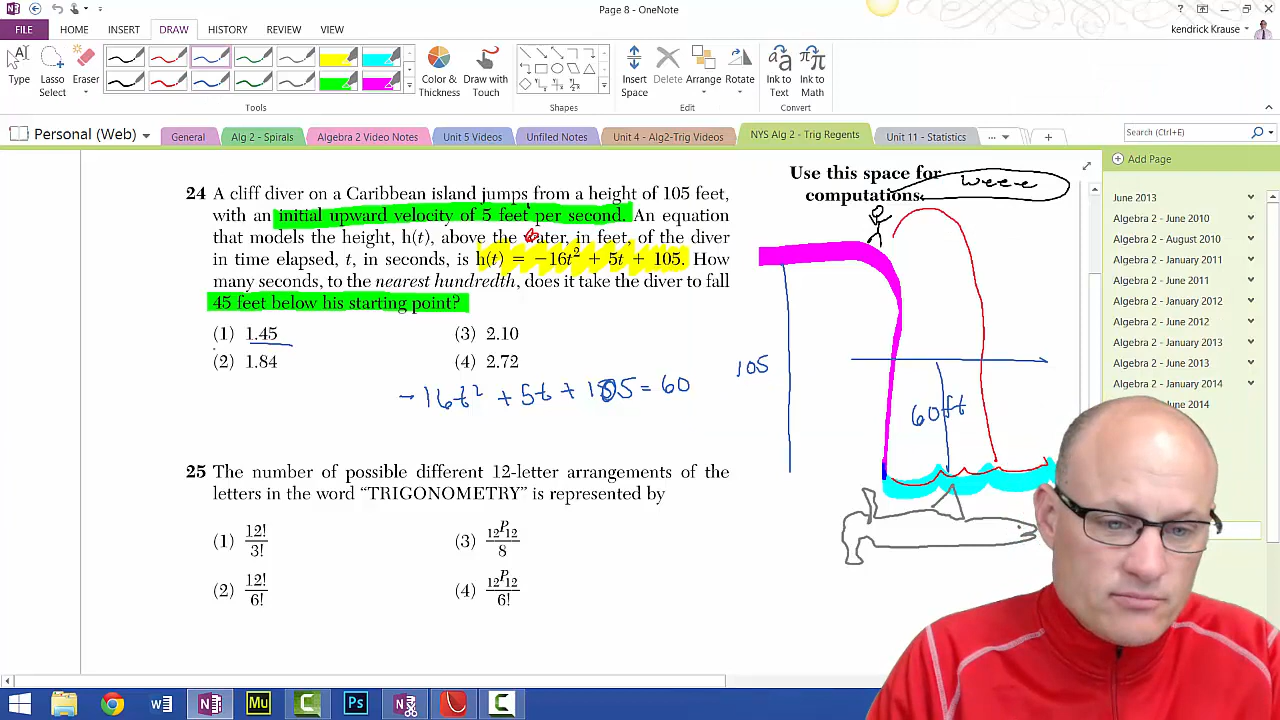 Page 8 - OneNote
FILE HOME INSERT DRAW HISTORY REVIEW VIEW
kendrick Krause
Type
Lasso Select
Eraser
Color & Thickness
Draw with Touch
Insert Space
Delete
Arrange
Rotate
Ink to Text
Ink to Math
Tools Shapes Edit Convert
Personal (Web) General Alg 2 - Spirals Algebra 2 Video Notes Unit 5 Videos Unfiled Notes Unit 4 - Alg2-Trig Videos NYS Alg 2 - Trig Regents Unit 11 - Statistics ... + Search (Ctrl+E)
Add Page
June 2013
Algebra 2 - June 2010
Algebra 2 - August 2010
Algebra 2 - January 2011
Algebra 2 - June 2011
Algebra 2 - January 2012
Algebra 2 - June 2012
Algebra 2 - January 2013
Algebra 2 - June 2013
Algebra 2 - January 2014
June 2014
Use this space for
computations.
weee
24 A cliff diver on a Caribbean island jumps from a height of 105 feet,
with an initial upward velocity of 5 feet per second. An equation
that models the height, h(t), above the water, in feet, of the diver
in time elapsed, t, in seconds, is h(t) = −16t² + 5t + 105. How
many seconds, to the nearest hundredth, does it take the diver to fall
45 feet below his starting point?
(1) 1.45 (3) 2.10
(2) 1.84 (4) 2.72
-16t² + 5t + 105 = 60
105
60ft
25 The number of possible different 12-letter arrangements of the
letters in the word “TRIGONOMETRY” is represented by
(1) 12!/3! (3) ₁₂P₁₂/8
(2) 12!/6! (4) ₁₂P₁₂/6!
Mu
Ps